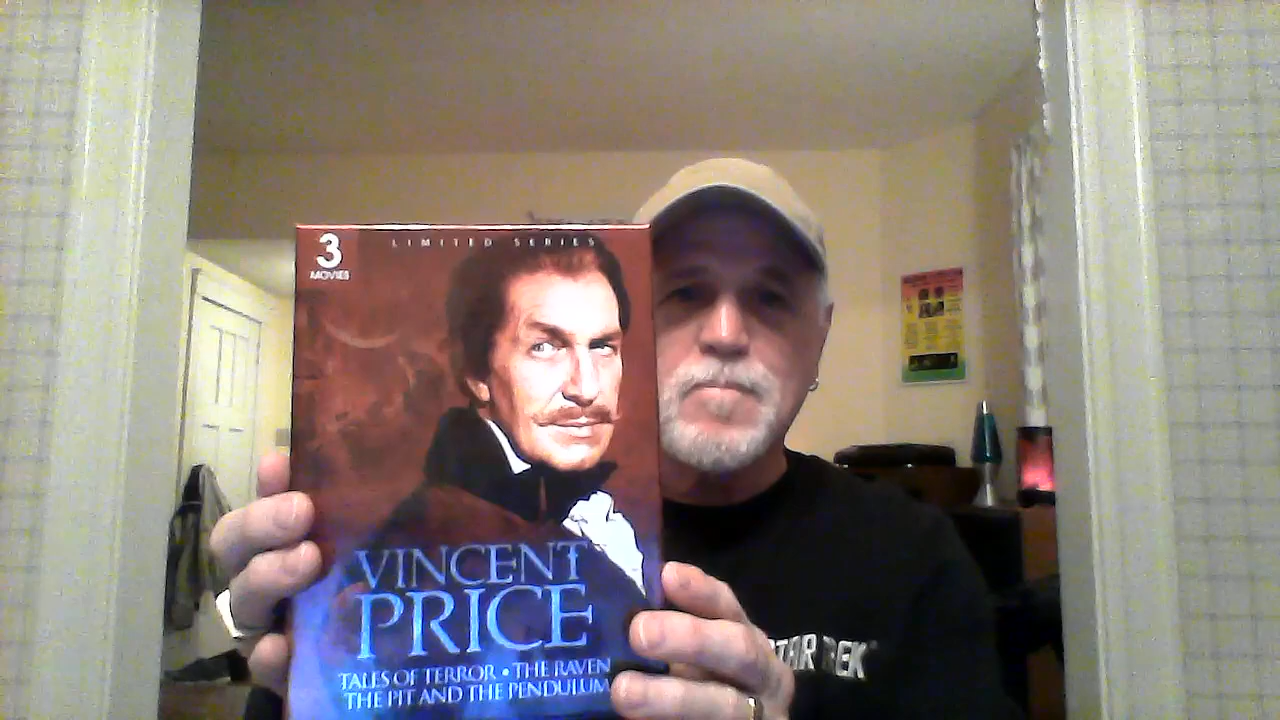 3
MOVIES
LIMITED SERIES
VINCENT
PRICE
TALES OF TERROR • THE RAVEN
THE PIT AND THE PENDULUM
STAR TREK